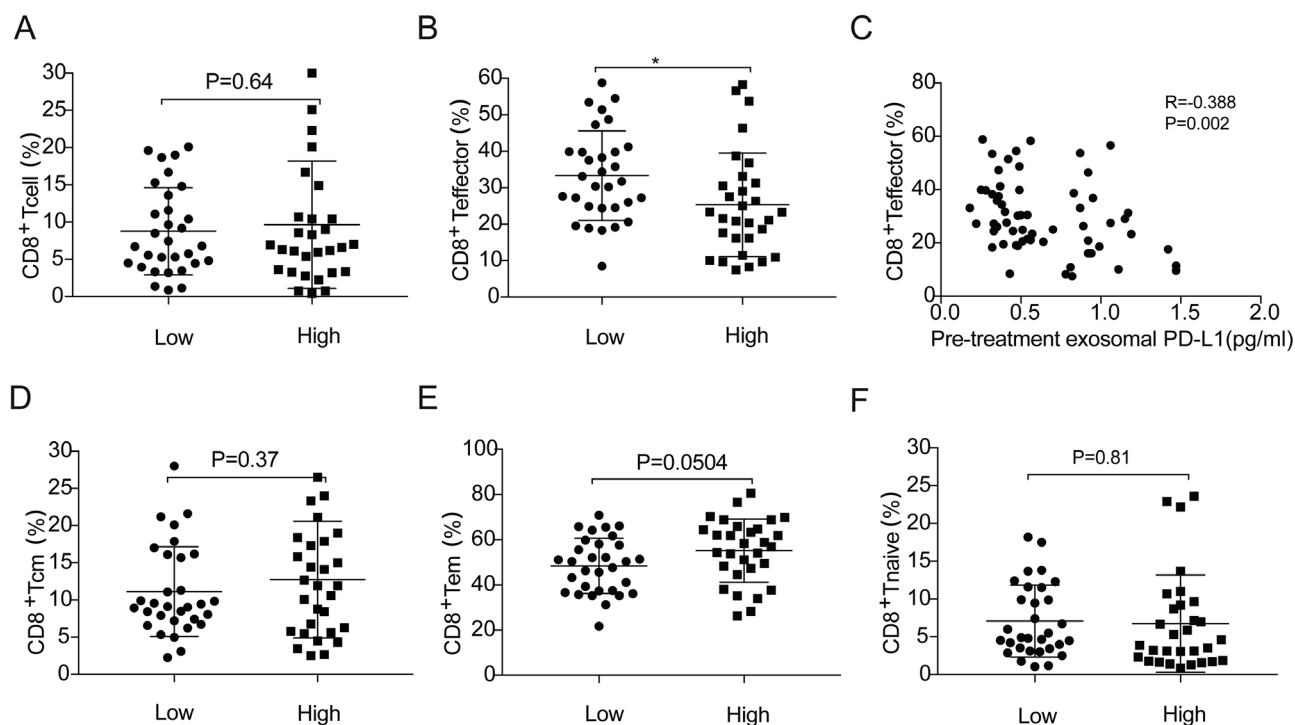 A
P=0.64
CD8+Tcell (%)
30
25
20
15
10
5
0
Low
High
B
*
CD8+Teffector (%)
60
50
40
30
20
10
0
Low
High
C
R=-0.388
P=0.002
CD8+Teffector (%)
80
60
40
20
0
0.0 0.5 1.0 1.5 2.0
Pre-treatment exosomal PD-L1(pg/ml)
D
P=0.37
CD8+Tcm (%)
30
25
20
15
10
5
0
Low
High
E
P=0.0504
CD8+Tem (%)
100
80
60
40
20
0
Low
High
F
P=0.81
CD8+Tnaive (%)
30
25
20
15
10
5
0
Low
High